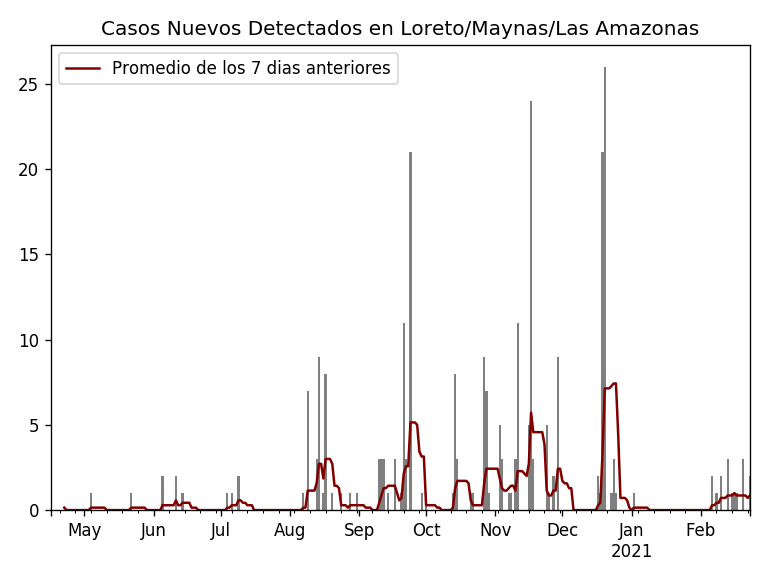 Casos Nuevos Detectados en Loreto/Maynas/Las Amazonas
Promedio de los 7 dias anteriores
25
20
15
10
5
0
May Jun Jul Aug Sep Oct Nov Dec Jan Feb
2021